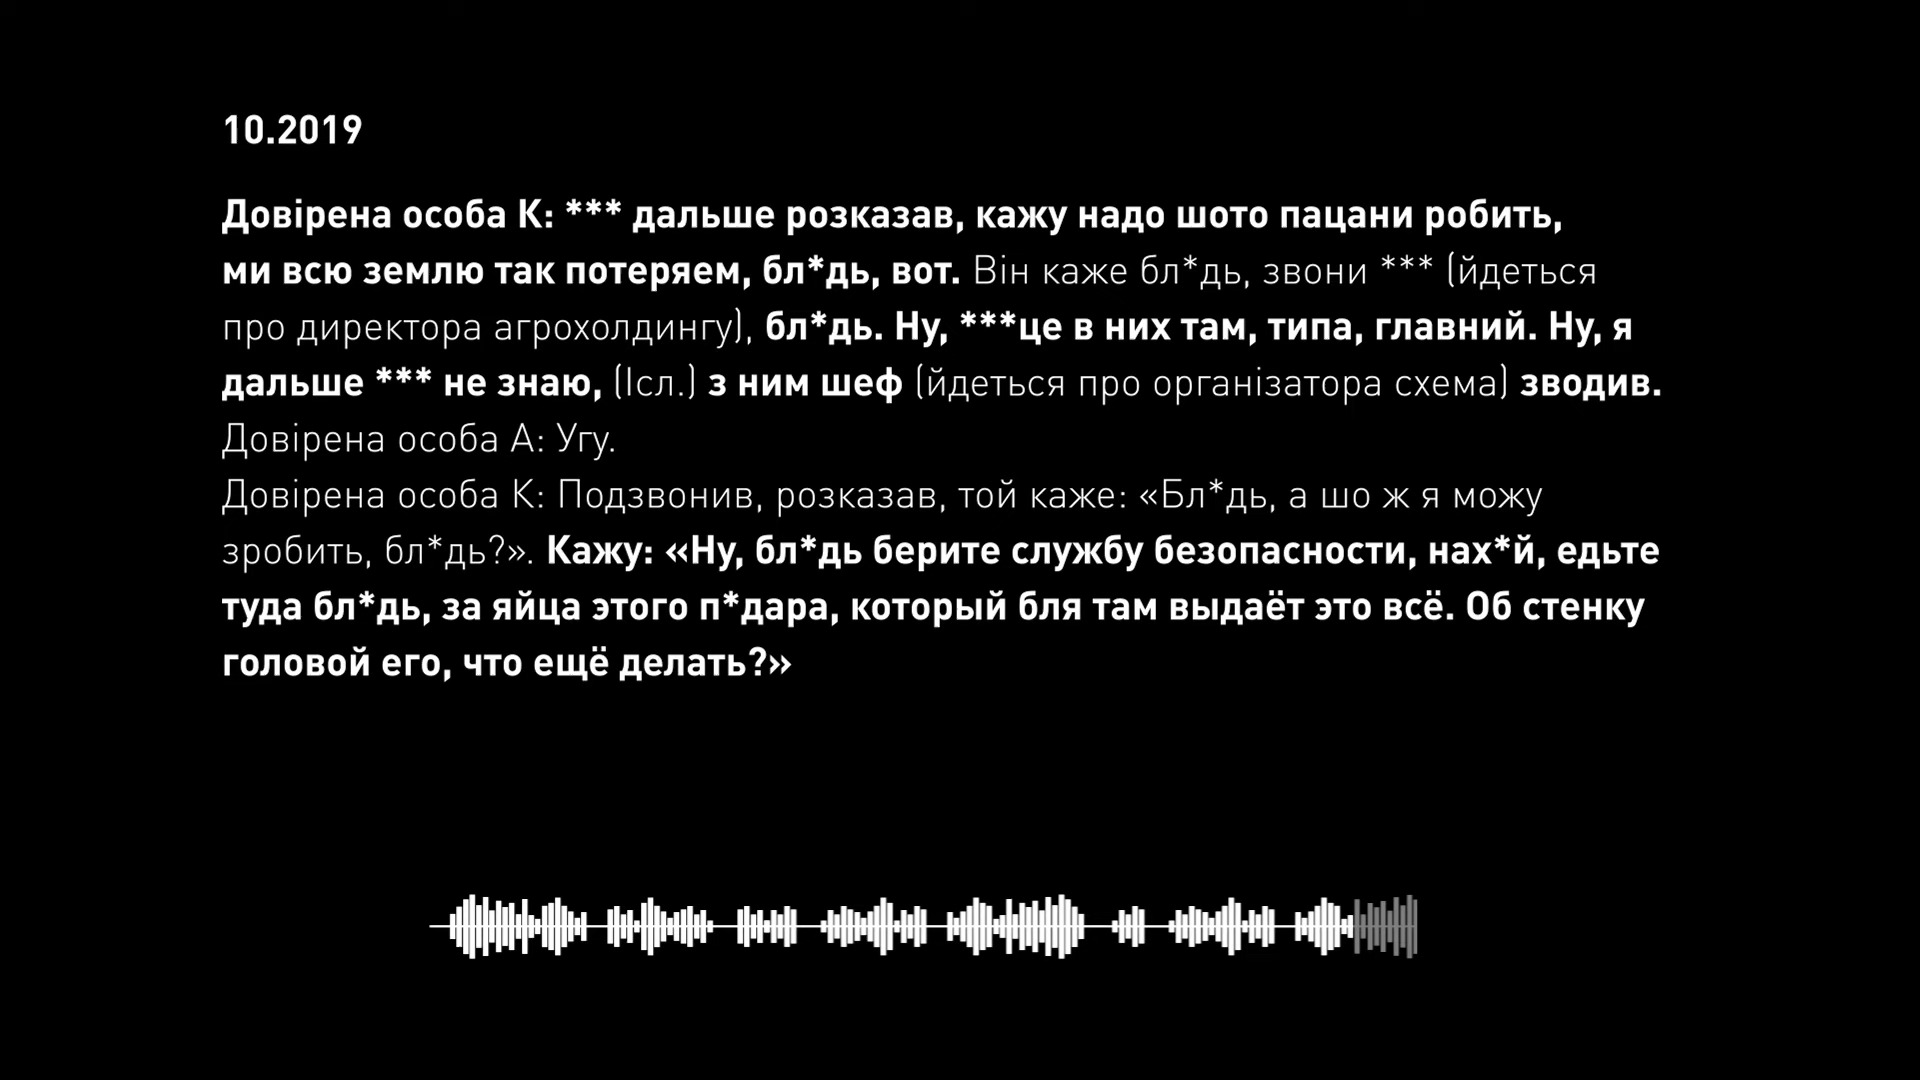 10.2019
Довірена особа К: *** дальше розказав, кажу надо шото пацани робить,
ми всю землю так потеряем, бл*дь, вот. Він каже бл*дь, звони *** (йдеться
про директора агрохолдингу), бл*дь. Ну, ***це в них там, типа, главний. Ну, я
дальше *** не знаю, (Ісл.) з ним шеф (йдеться про організатора схема) зводив.
Довірена особа А: Угу.
Довірена особа К: Подзвонив, розказав, той каже: «Бл*дь, а шо ж я можу
зробить, бл*дь?». Кажу: «Ну, бл*дь берите службу безопасности, нах*й, едьте
туда бл*дь, за яйца этого п*дара, который бля там выдаёт это всё. Об стенку
головой его, что ещё делать?»